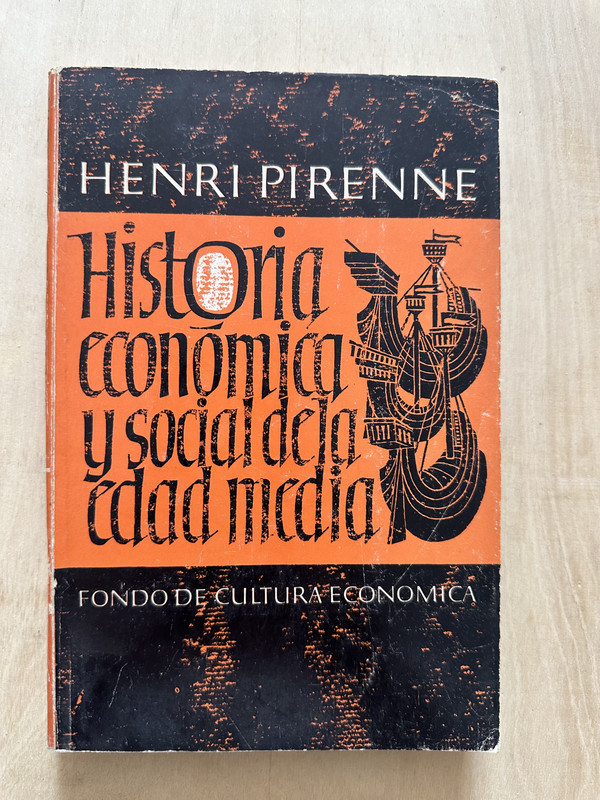 HENRI PIRENNE
Historia
económica
y social de la
edad media
FONDO DE CULTURA ECONOMICA